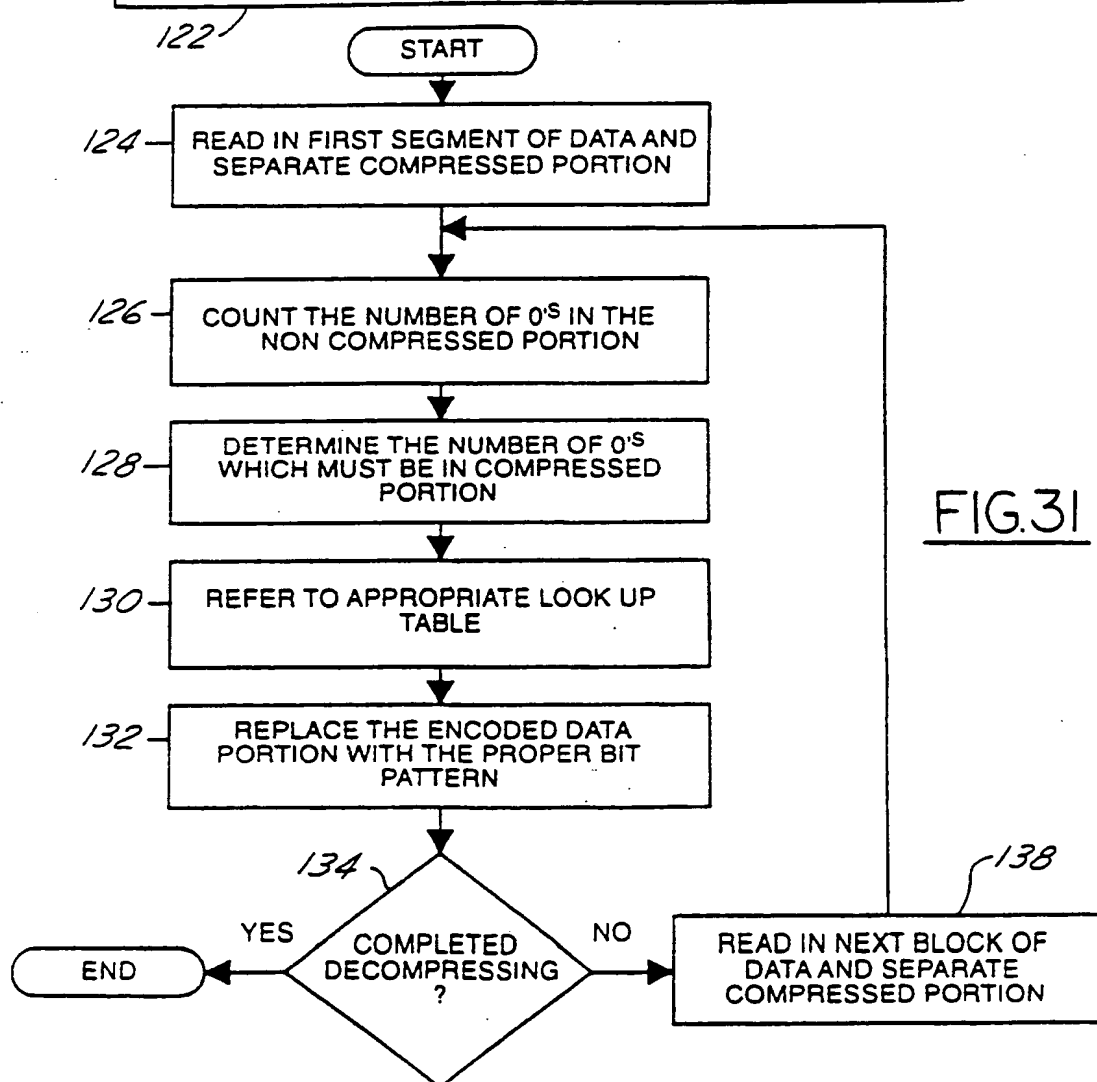 122
START
124
READ IN FIRST SEGMENT OF DATA AND
SEPARATE COMPRESSED PORTION
126
COUNT THE NUMBER OF 0'S IN THE
NON COMPRESSED PORTION
128
DETERMINE THE NUMBER OF 0'S
WHICH MUST BE IN COMPRESSED
PORTION
FIG.31
130
REFER TO APPROPRIATE LOOK UP
TABLE
132
REPLACE THE ENCODED DATA
PORTION WITH THE PROPER BIT
PATTERN
134
138
YES
NO
END
COMPLETED
DECOMPRESSING
?
READ IN NEXT BLOCK OF
DATA AND SEPARATE
COMPRESSED PORTION